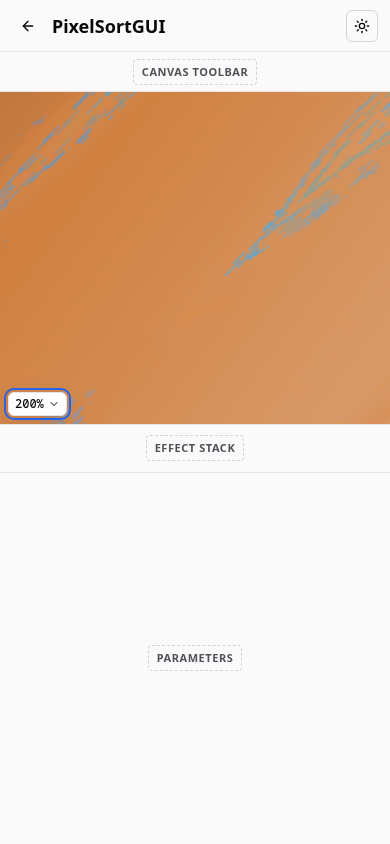 PixelSortGUI
CANVAS TOOLBAR
200%
EFFECT STACK
PARAMETERS